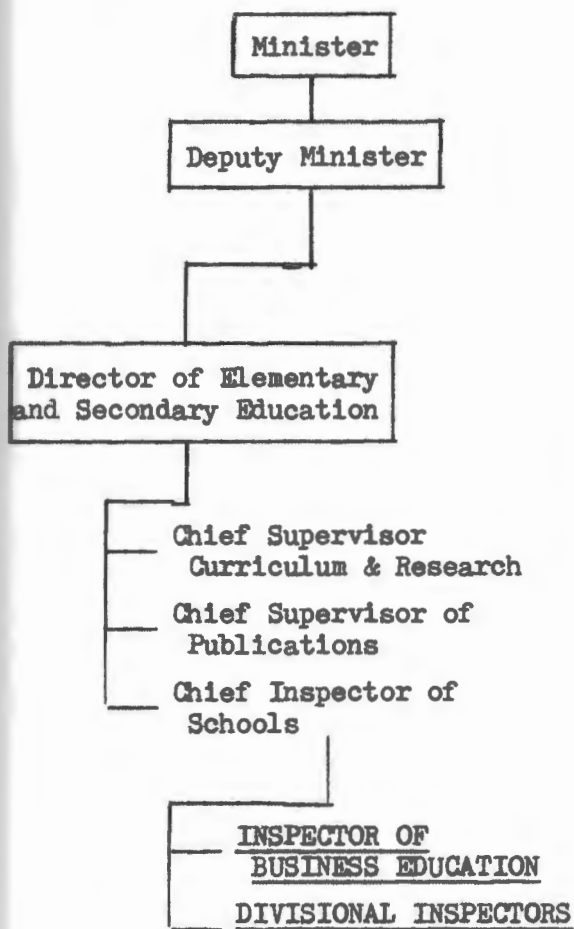 Minister
Deputy Minister
Director of Elementary
and Secondary Education
Chief Supervisor
Curriculum & Research
Chief Supervisor of
Publications
Chief Inspector of
Schools
INSPECTOR OF
BUSINESS EDUCATION
DIVISIONAL INSPECTORS